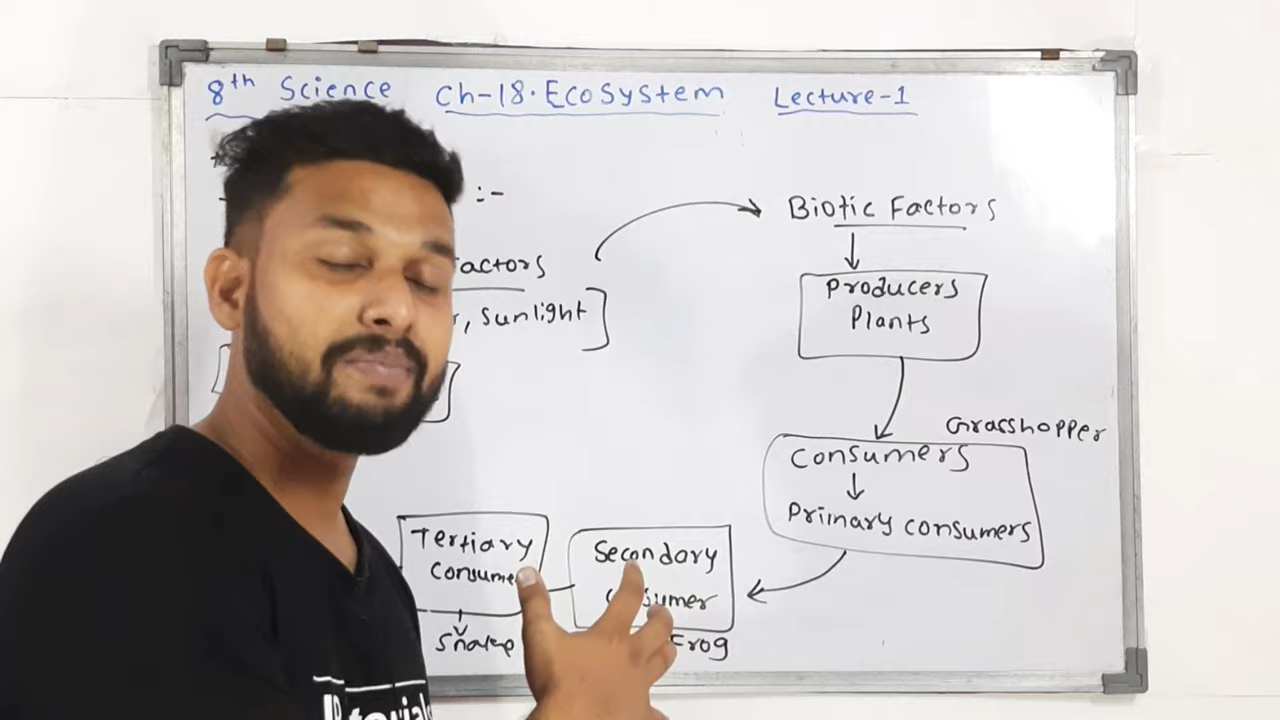 8th Science Ch-18. Ecosystem Lecture-1
:-
actors
, Sunlight
Biotic Factors
Producers
Plants
Grasshopper
Consumers
Primary consumers
Secondary
sumer
Frog
Tertiary
Consume
Snake